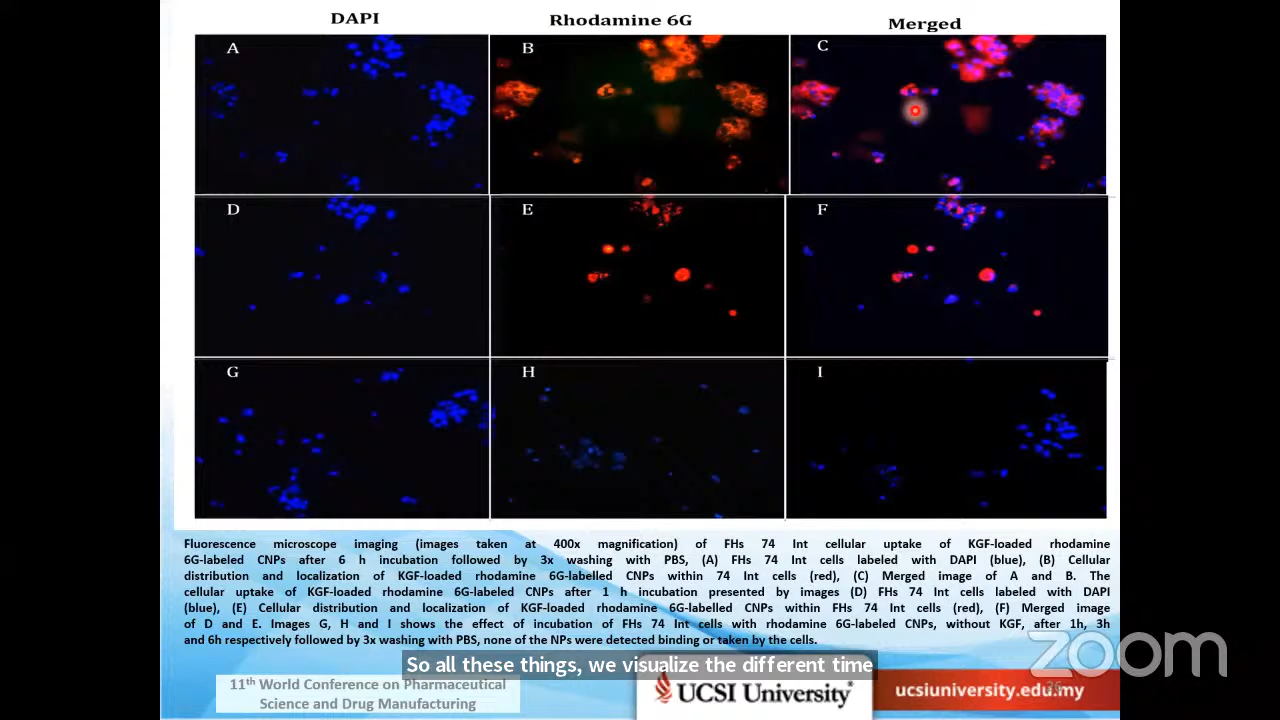 DAPI
Rhodamine 6G
Merged
A
B
C
D
E
F
G
H
I
Fluorescence microscope imaging (images taken at 400x magnification) of FHs 74 Int cellular uptake of KGF-loaded rhodamine
6G-labeled CNPs after 6 h incubation followed by 3x washing with PBS, (A) FHs 74 Int cells labeled with DAPI (blue), (B) Cellular
distribution and localization of KGF-loaded rhodamine 6G-labelled CNPs within 74 Int cells (red), (C) Merged image of A and B. The
cellular uptake of KGF-loaded rhodamine 6G-labeled CNPs after 1 h incubation presented by images (D) FHs 74 Int cells labeled with DAPI
(blue), (E) Cellular distribution and localization of KGF-loaded rhodamine 6G-labelled CNPs within FHs 74 Int cells (red), (F) Merged image
of D and E. Images G, H and I shows the effect of incubation of FHs 74 Int cells with rhodamine 6G-labeled CNPs, without KGF, after 1h, 3h
and 6h respectively followed by 3x washing with PBS, none of the NPs were detected binding or taken by the cells.
zoom
So all these things, we visualize the different time
11th World Conference on Pharmaceutical
Science and Drug Manufacturing
UCSI University
ucsiuniversity.edu.my